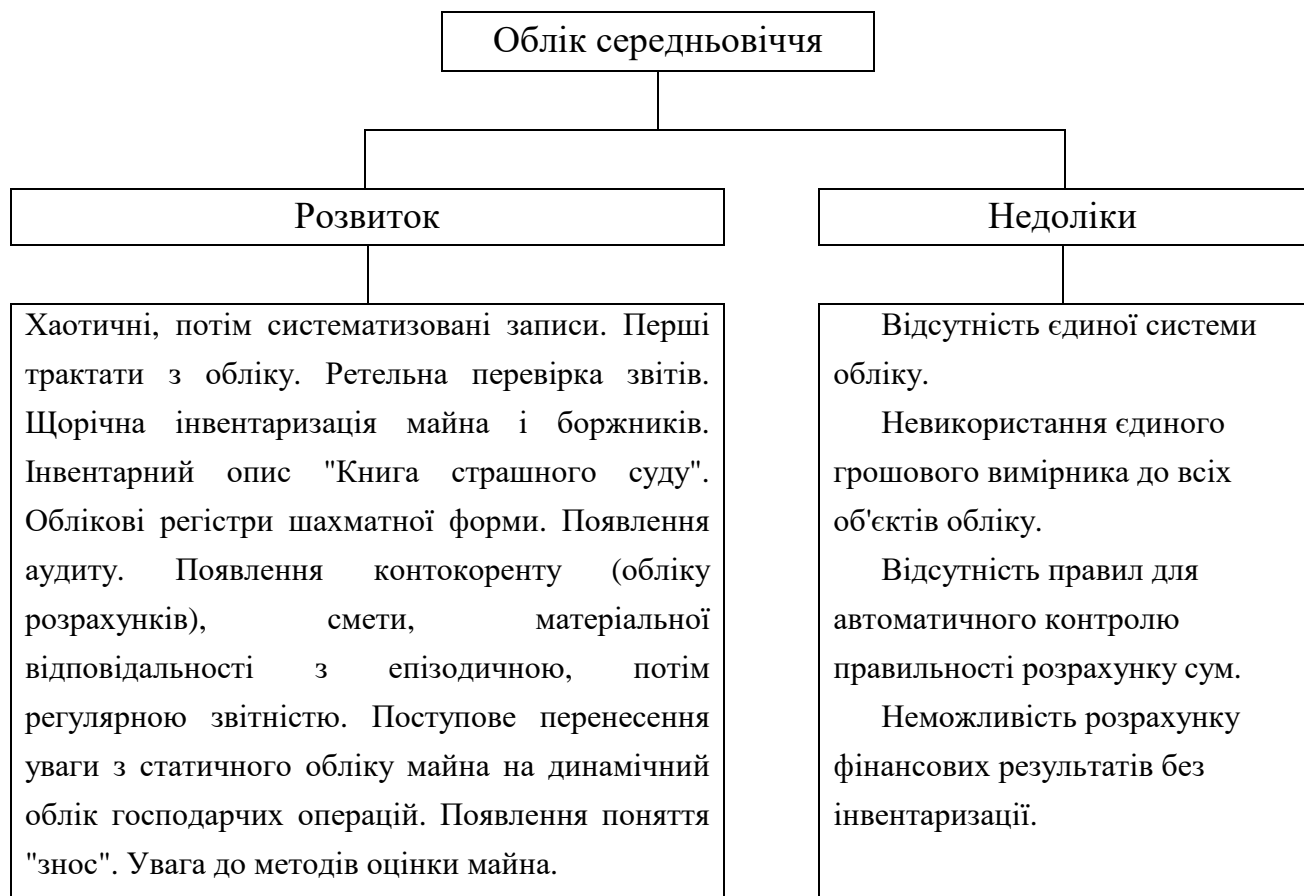 Облік середньовіччя
Розвиток
Хаотичні, потім систематизовані записи. Перші
трактати з обліку. Ретельна перевірка звітів.
Щорічна інвентаризація майна і боржників.
Інвентарний опис "Книга страшного суду".
Облікові регістри шахматної форми. Появлення
аудиту. Появлення контокоренту (обліку
розрахунків), смети, матеріальної
відповідальності з епізодичною, потім
регулярною звітністю. Поступове перенесення
уваги з статичного обліку майна на динамічний
облік господарчих операцій. Появлення поняття
"знос". Увага до методів оцінки майна.
Недоліки
Відсутність єдиної системи
обліку.
Невикористання єдиного
грошового вимірника до всіх
об'єктів обліку.
Відсутність правил для
автоматичного контролю
правильності розрахунку сум.
Неможливість розрахунку
фінансових результатів без
інвентаризації.